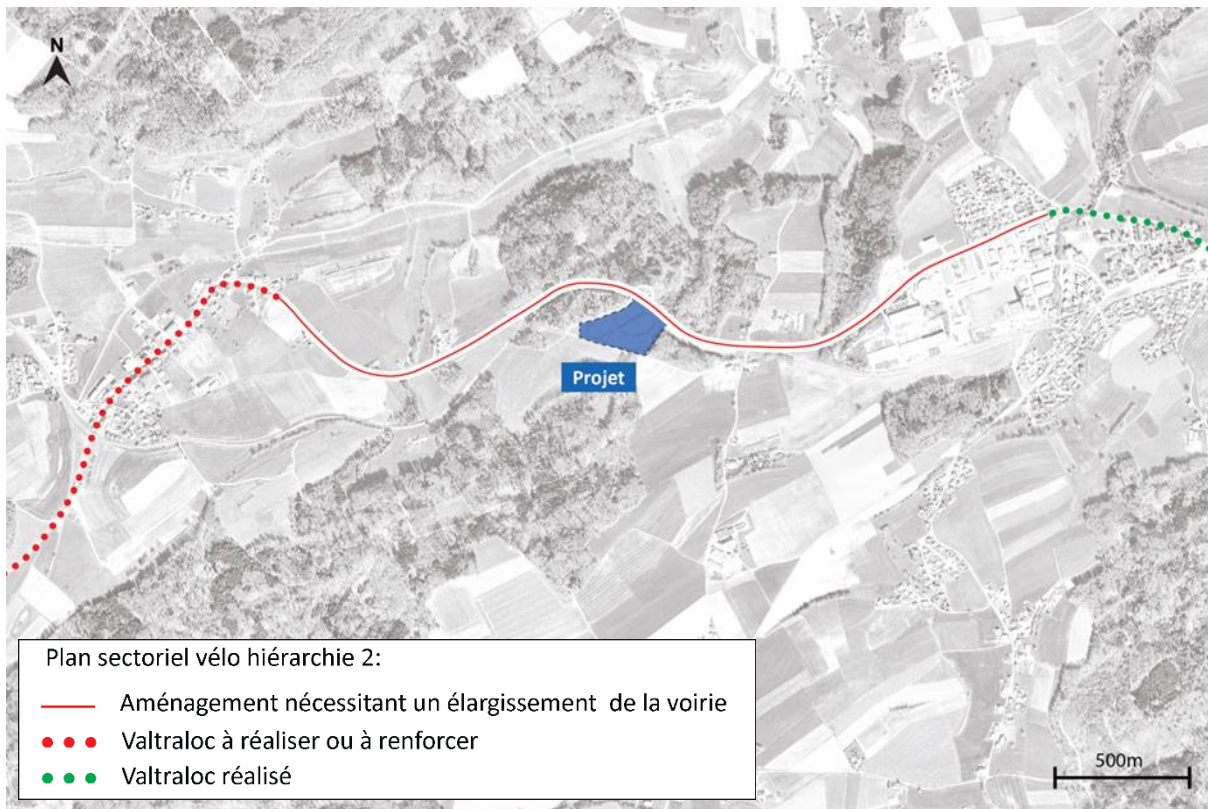 N
Projet
Plan sectoriel vélo hiérarchie 2:
Aménagement nécessitant un élargissement de la voirie
Valtraloc à réaliser ou à renforcer
Valtraloc réalisé
500m